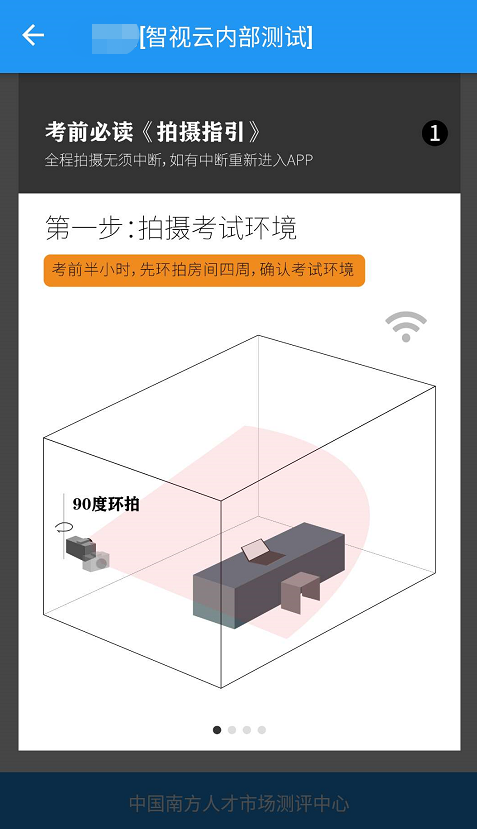 [智视云内部测试]
考前必读《拍摄指引》
1
全程拍摄无须中断，如有中断重新进入APP
第一步：拍摄考试环境
考前半小时，先环拍房间四周，确认考试环境
90度环拍
中国南方人才市场测评中心